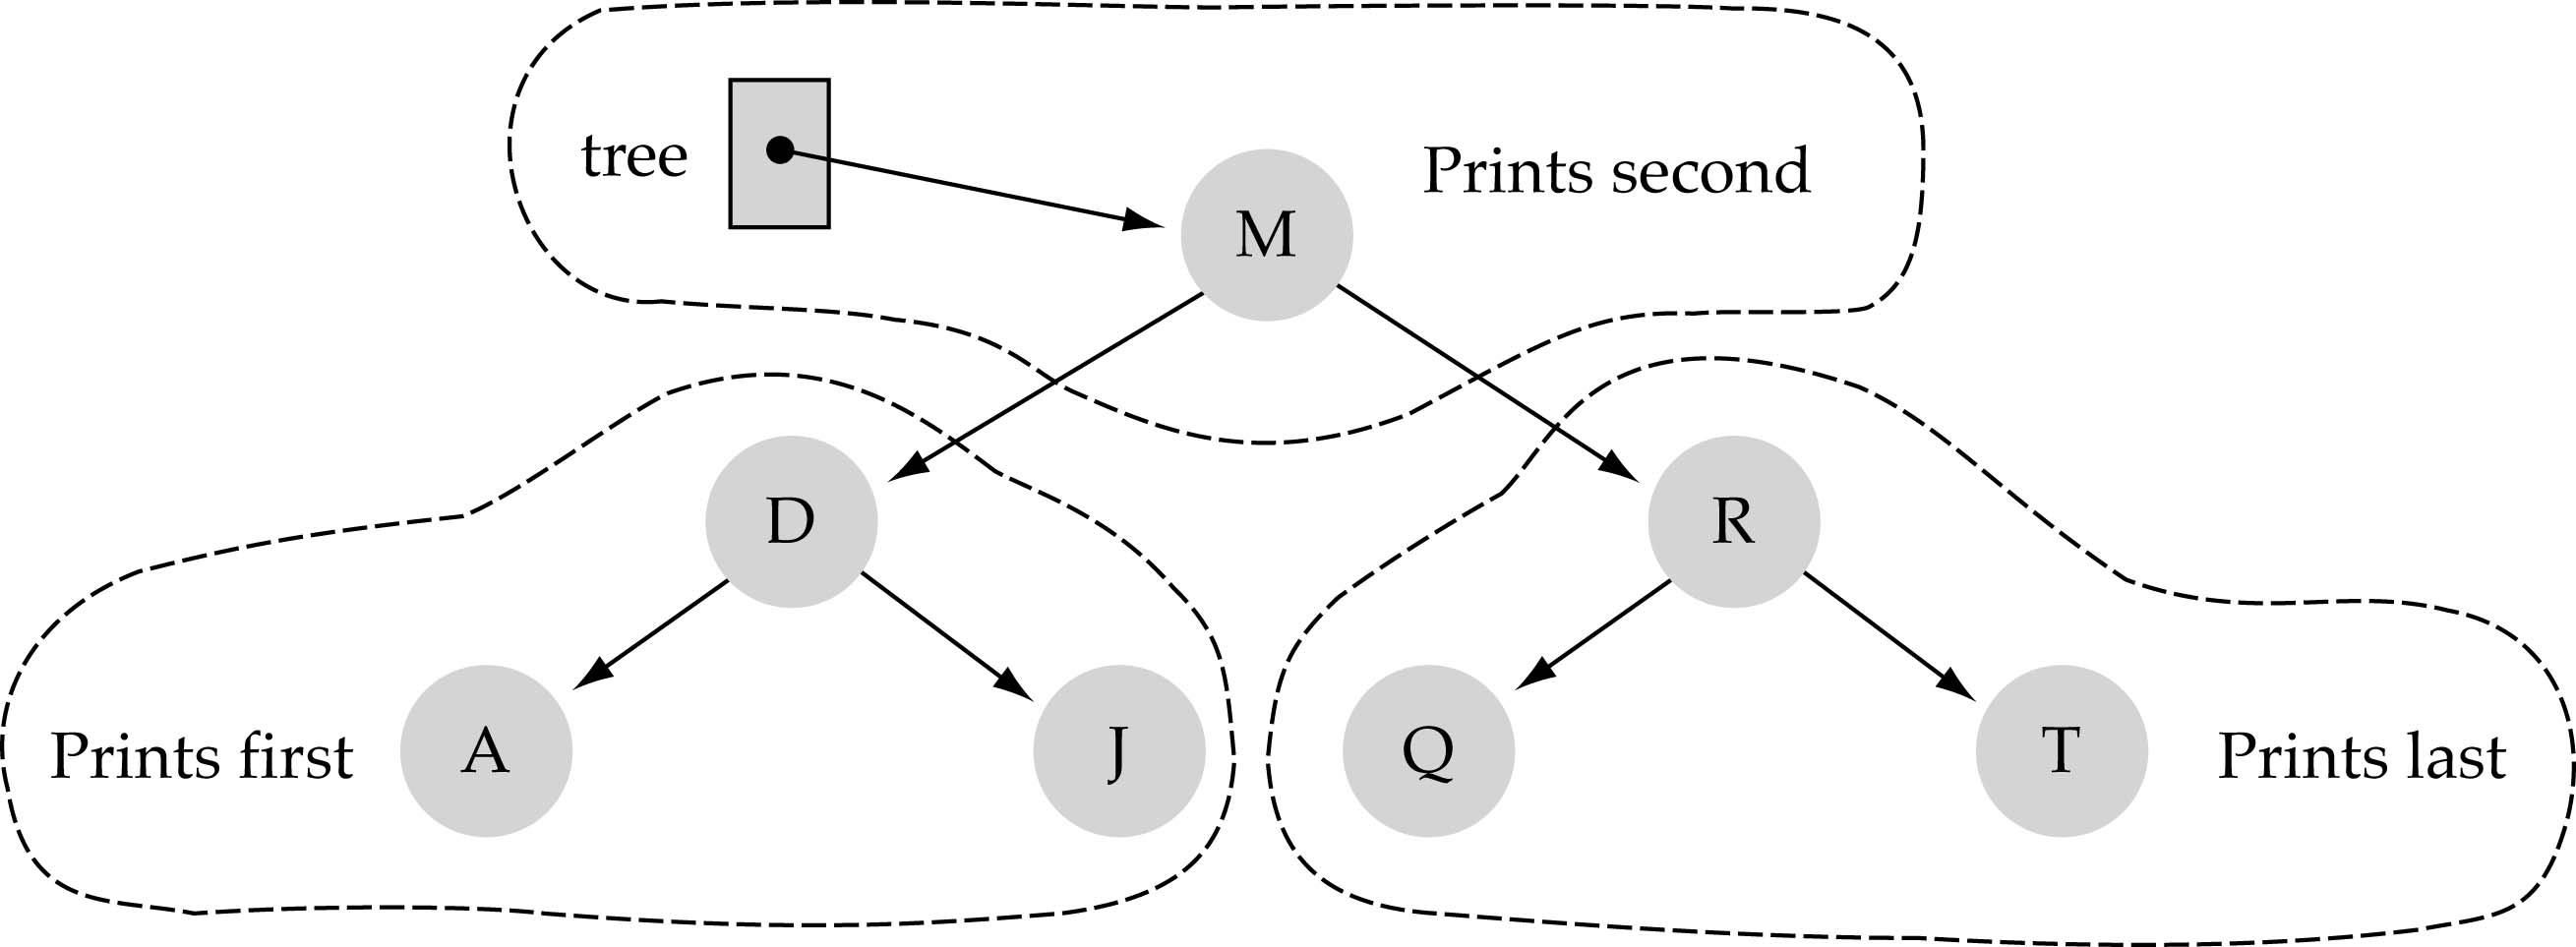 tree
M
Prints second
D
R
Prints first
A
J
Q
T
Prints last